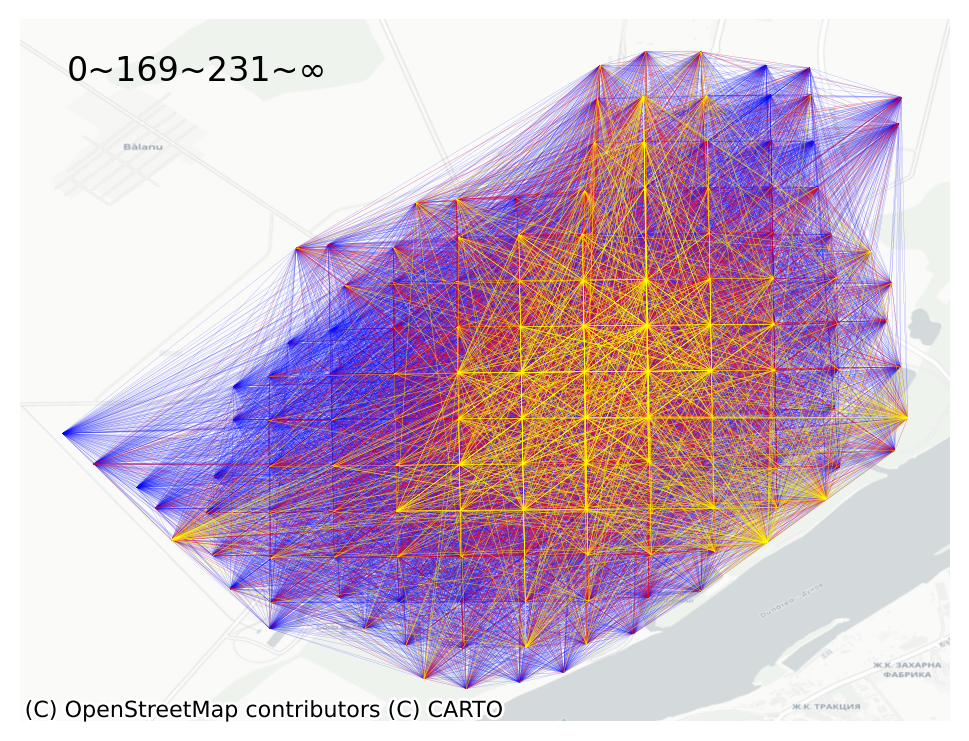 0~169~231~∞
Bălanu
Ж.К. ЗАХАРНА
ФАБРИКА
Ж.К. ТРАКЦИЯ
(C) OpenStreetMap contributors (C) CARTO